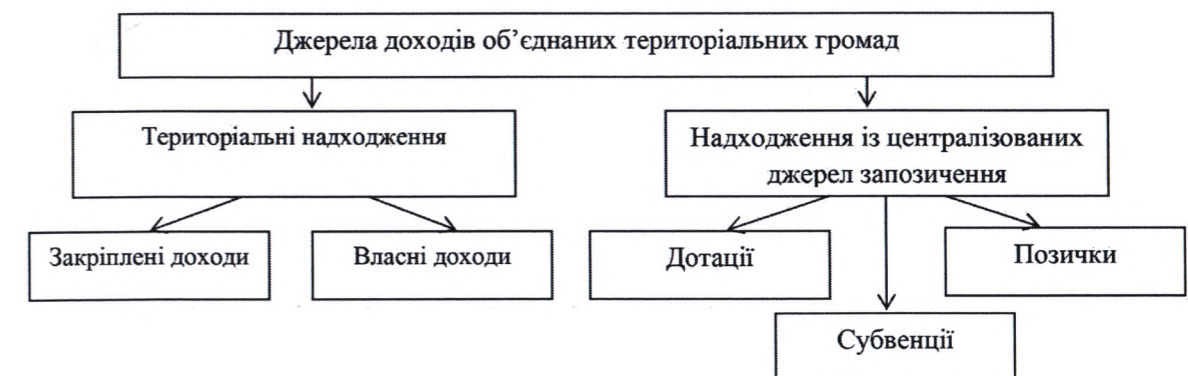 Джерела доходів об’єднаних територіальних громад
Територіальні надходження
Надходження із централізованих
джерел запозичення
Закріплені доходи
Власні доходи
Дотації
Позички
Субвенції